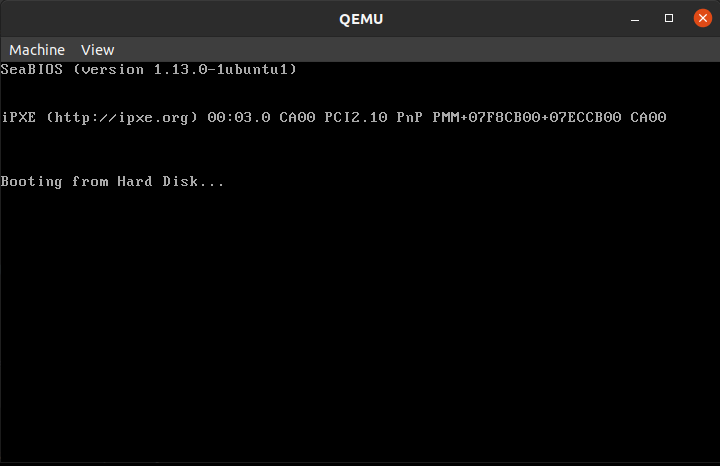 QEMU
Machine View
SeaBIOS (version 1.13.0-1ubuntu1)
iPXE (http://ipxe.org) 00:03.0 CA00 PCI2.10 PnP PMM+07F8CB00+07ECCB00 CA00
Booting from Hard Disk...